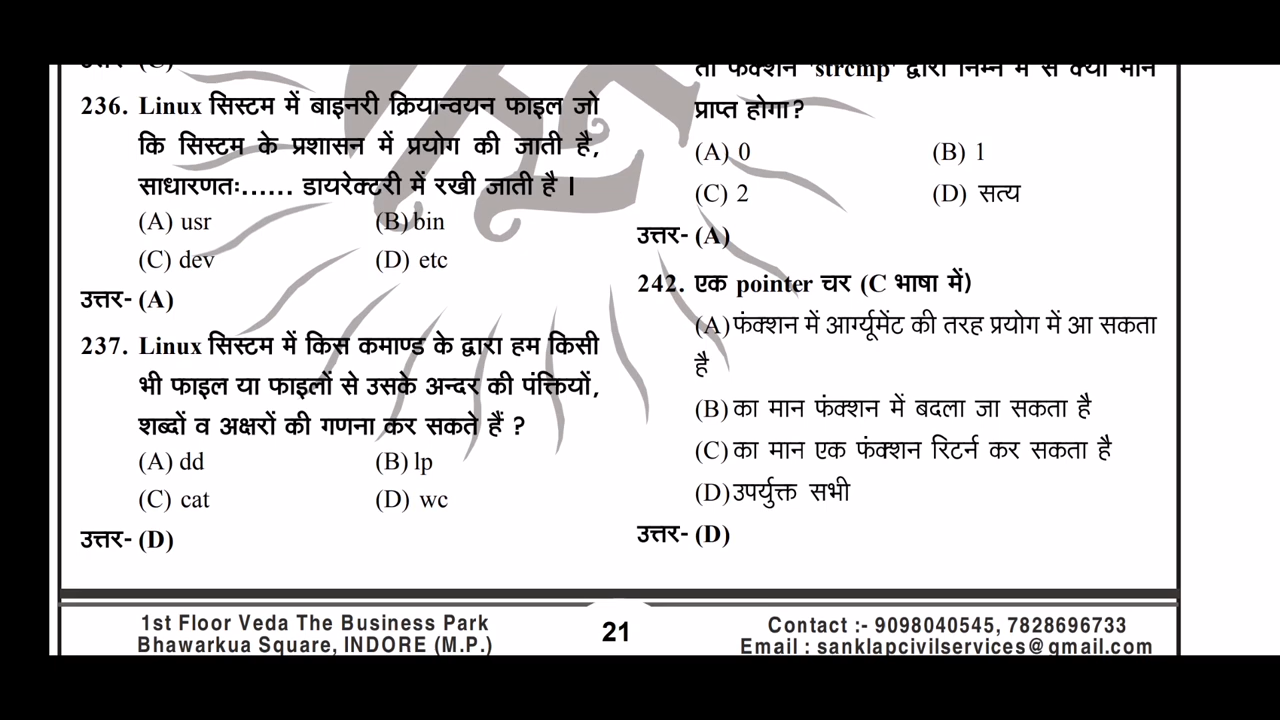 उत्तर- (C)
236. Linux सिस्टम में बाइनरी क्रियान्वयन फाइल जो
कि सिस्टम के प्रशासन में प्रयोग की जाती है,
साधारणतः...... डायरेक्टरी में रखी जाती है ।
(A) usr (B) bin
(C) dev (D) etc
उत्तर- (A)
237. Linux सिस्टम में किस कमाण्ड के द्वारा हम किसी
भी फाइल या फाइलों से उसके अन्दर की पंक्तियों,
शब्दों व अक्षरों की गणना कर सकते हैं ?
(A) dd (B) lp
(C) cat (D) wc
उत्तर- (D)
तो फंक्शन 'strcmp' द्वारा निम्न में से क्या मान
प्राप्त होगा?
(A) 0 (B) 1
(C) 2 (D) सत्य
उत्तर- (A)
242. एक pointer चर (C भाषा में)
(A) फंक्शन में आर्ग्यूमेंट की तरह प्रयोग में आ सकता
है
(B) का मान फंक्शन में बदला जा सकता है
(C) का मान एक फंक्शन रिटर्न कर सकता है
(D) उपर्युक्त सभी
उत्तर- (D)
1st Floor Veda The Business Park
Bhawarkua Square, INDORE (M.P.)
21
Contact :- 9098040545, 7828696733
Email : sanklapcivilservices@gmail.com